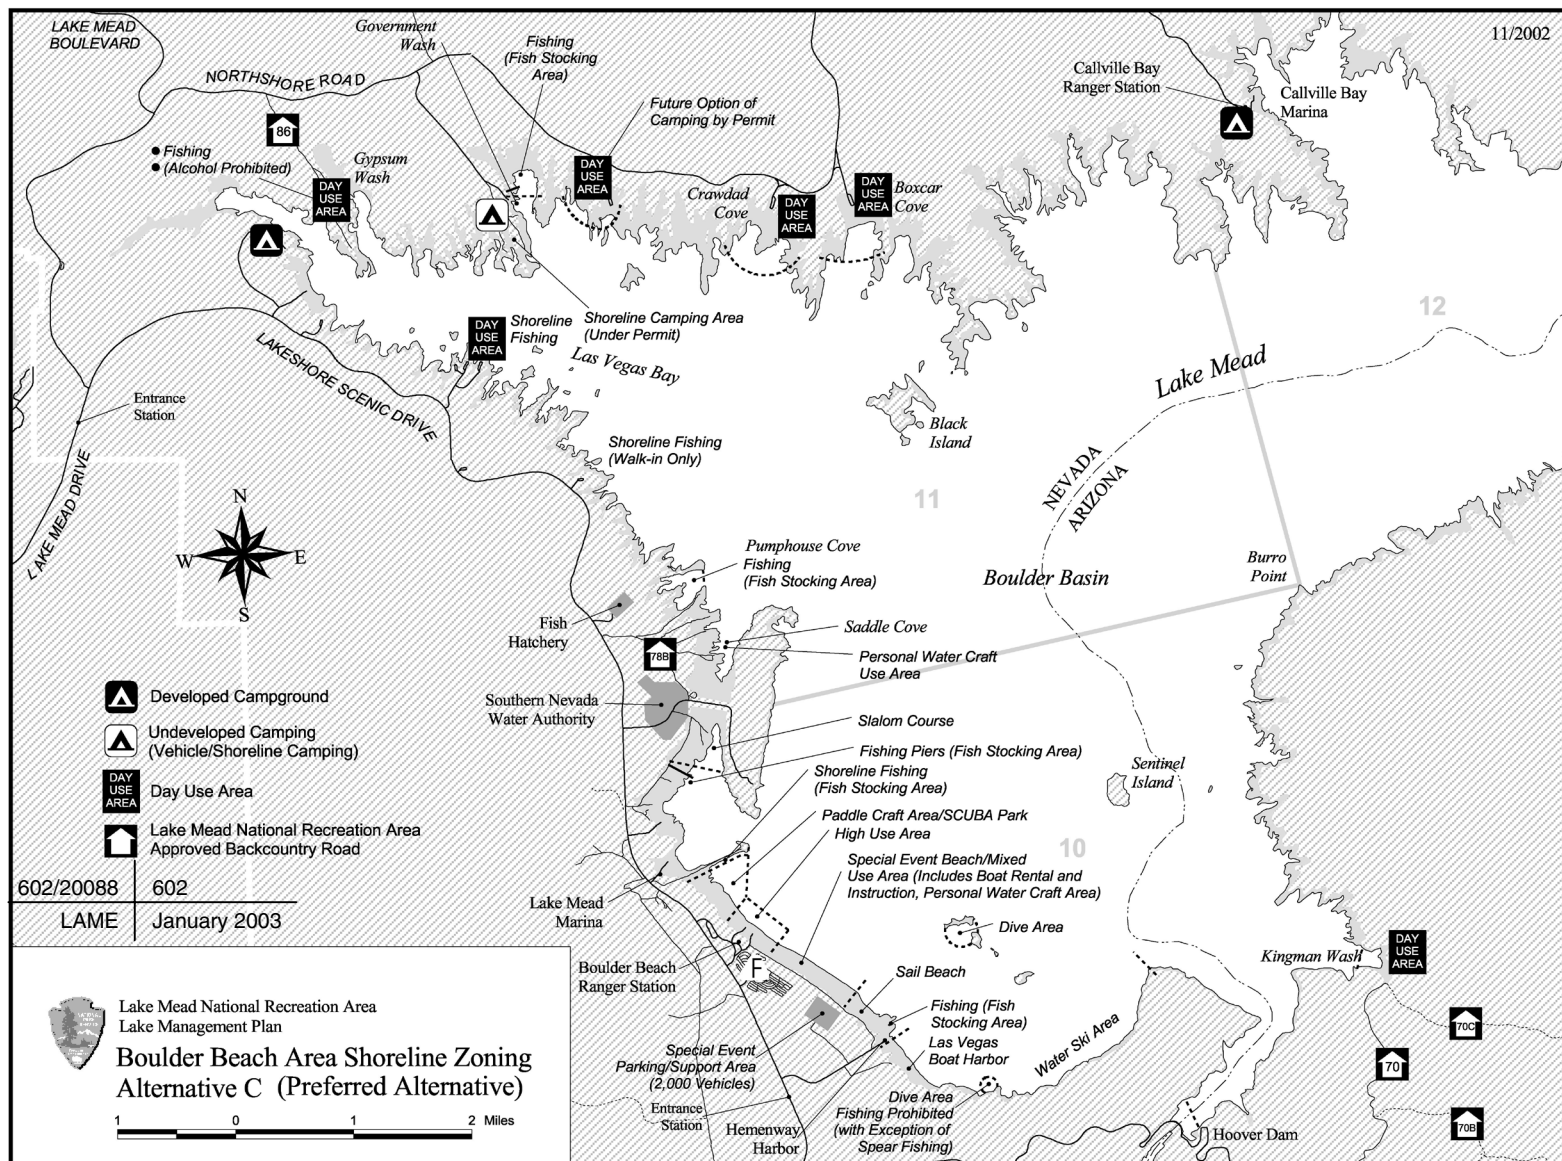 LAKE MEAD
BOULEVARD
Government
Wash
Fishing
(Fish Stocking
Area)
11/2002
NORTHSHORE ROAD
Callville Bay
Ranger Station
Callville Bay
Marina
Future Option of
Camping by Permit
86
Fishing
(Alcohol Prohibited)
Gypsum
Wash
DAY
USE
AREA
DAY
USE
AREA
Crawdad
Cove
DAY
USE
AREA
DAY
USE
AREA
Boxcar
Cove
12
Shoreline Camping Area
(Under Permit)
DAY
USE
AREA
Shoreline
Fishing
Las Vegas Bay
LAKESHORE SCENIC DRIVE
Lake Mead
Entrance
Station
Black
Island
Shoreline Fishing
(Walk-in Only)
LAKE MEAD DRIVE
NEVADA
ARIZONA
11
N
W
E
S
Pumphouse Cove
Fishing
(Fish Stocking Area)
Boulder Basin
Burro
Point
Fish
Hatchery
Saddle Cove
78B
Personal Water Craft
Use Area
Developed Campground
Southern Nevada
Water Authority
Slalom Course
Undeveloped Camping
(Vehicle/Shoreline Camping)
Fishing Piers (Fish Stocking Area)
Shoreline Fishing
(Fish Stocking Area)
Sentinel
Island
DAY
USE
AREA
Day Use Area
Paddle Craft Area/SCUBA Park
High Use Area
10
Lake Mead National Recreation Area
Approved Backcountry Road
Special Event Beach/Mixed
Use Area (Includes Boat Rental and
Instruction, Personal Water Craft Area)
602/20088
602
LAME
January 2003
Lake Mead
Marina
Dive Area
Kingman Wash
DAY
USE
AREA
Boulder Beach
Ranger Station
F
Sail Beach
Fishing (Fish
Stocking Area)
Las Vegas
Boat Harbor
Water Ski Area
70C
70
70B
Special Event
Parking/Support Area
(2,000 Vehicles)
Entrance
Station
Hemenway
Harbor
Dive Area
Fishing Prohibited
(with Exception of
Spear Fishing)
Hoover Dam
Lake Mead National Recreation Area
Lake Management Plan
Boulder Beach Area Shoreline Zoning
Alternative C (Preferred Alternative)
1
0
1
2 Miles